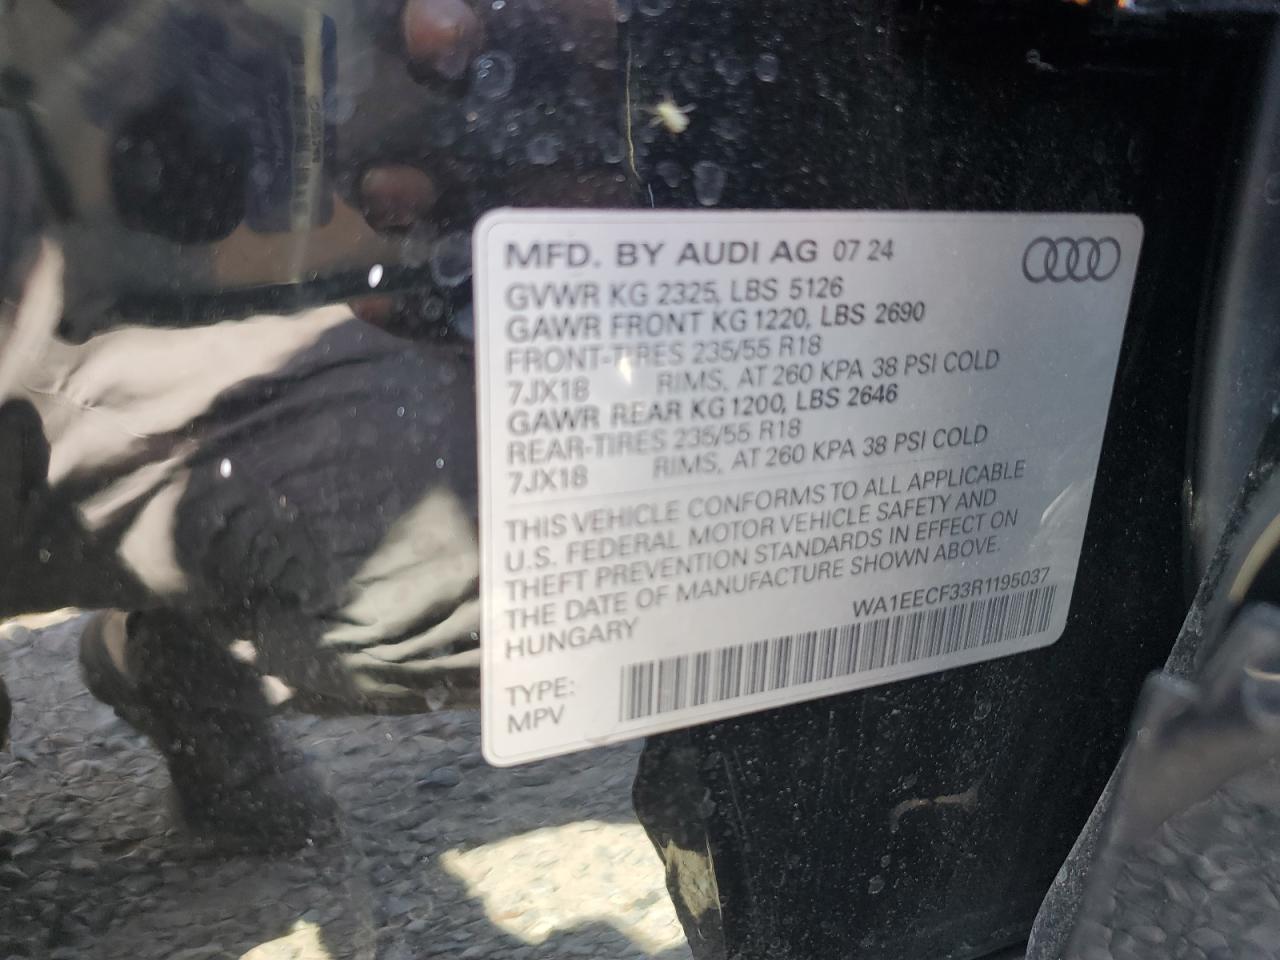 MFD. BY AUDI AG 07 24
GVWR KG 2325, LBS 5126
GAWR FRONT KG 1220, LBS 2690
FRONT-TIRES 235/55 R18
7JX18 RIMS, AT 260 KPA 38 PSI COLD
GAWR REAR KG 1200, LBS 2646
REAR-TIRES 235/55 R18
7JX18 RIMS, AT 260 KPA 38 PSI COLD
THIS VEHICLE CONFORMS TO ALL APPLICABLE
U.S. FEDERAL MOTOR VEHICLE SAFETY AND
THEFT PREVENTION STANDARDS IN EFFECT ON
THE DATE OF MANUFACTURE SHOWN ABOVE.
HUNGARY
WA1EECF33R1195037
TYPE:
MPV